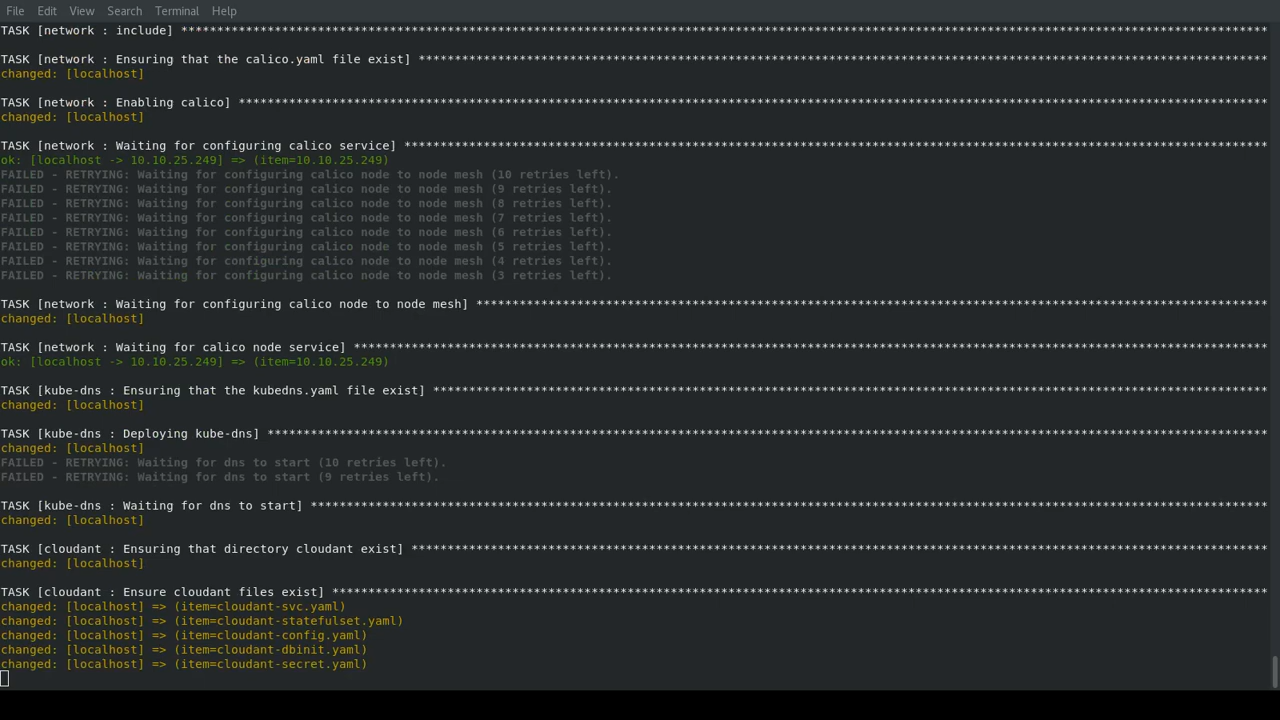 File Edit View Search Terminal Help
TASK [network : include] ******************************************************************************************************************************************************
TASK [network : Ensuring that the calico.yaml file exist] *********************************************************************************************************************
changed: [localhost]
TASK [network : Enabling calico] **********************************************************************************************************************************************
changed: [localhost]
TASK [network : Waiting for configuring calico service] ***********************************************************************************************************************
ok: [localhost -> 10.10.25.249] => (item=10.10.25.249)
FAILED - RETRYING: Waiting for configuring calico node to node mesh (10 retries left).
FAILED - RETRYING: Waiting for configuring calico node to node mesh (9 retries left).
FAILED - RETRYING: Waiting for configuring calico node to node mesh (8 retries left).
FAILED - RETRYING: Waiting for configuring calico node to node mesh (7 retries left).
FAILED - RETRYING: Waiting for configuring calico node to node mesh (6 retries left).
FAILED - RETRYING: Waiting for configuring calico node to node mesh (5 retries left).
FAILED - RETRYING: Waiting for configuring calico node to node mesh (4 retries left).
FAILED - RETRYING: Waiting for configuring calico node to node mesh (3 retries left).
TASK [network : Waiting for configuring calico node to node mesh] *************************************************************************************************************
changed: [localhost]
TASK [network : Waiting for calico node service] ******************************************************************************************************************************
ok: [localhost -> 10.10.25.249] => (item=10.10.25.249)
TASK [kube-dns : Ensuring that the kubedns.yaml file exist] *******************************************************************************************************************
changed: [localhost]
TASK [kube-dns : Deploying kube-dns] ******************************************************************************************************************************************
changed: [localhost]
FAILED - RETRYING: Waiting for dns to start (10 retries left).
FAILED - RETRYING: Waiting for dns to start (9 retries left).
TASK [kube-dns : Waiting for dns to start] ************************************************************************************************************************************
changed: [localhost]
TASK [cloudant : Ensuring that directory cloudant exist] **********************************************************************************************************************
changed: [localhost]
TASK [cloudant : Ensure cloudant files exist] *********************************************************************************************************************************
changed: [localhost] => (item=cloudant-svc.yaml)
changed: [localhost] => (item=cloudant-statefulset.yaml)
changed: [localhost] => (item=cloudant-config.yaml)
changed: [localhost] => (item=cloudant-dbinit.yaml)
changed: [localhost] => (item=cloudant-secret.yaml)